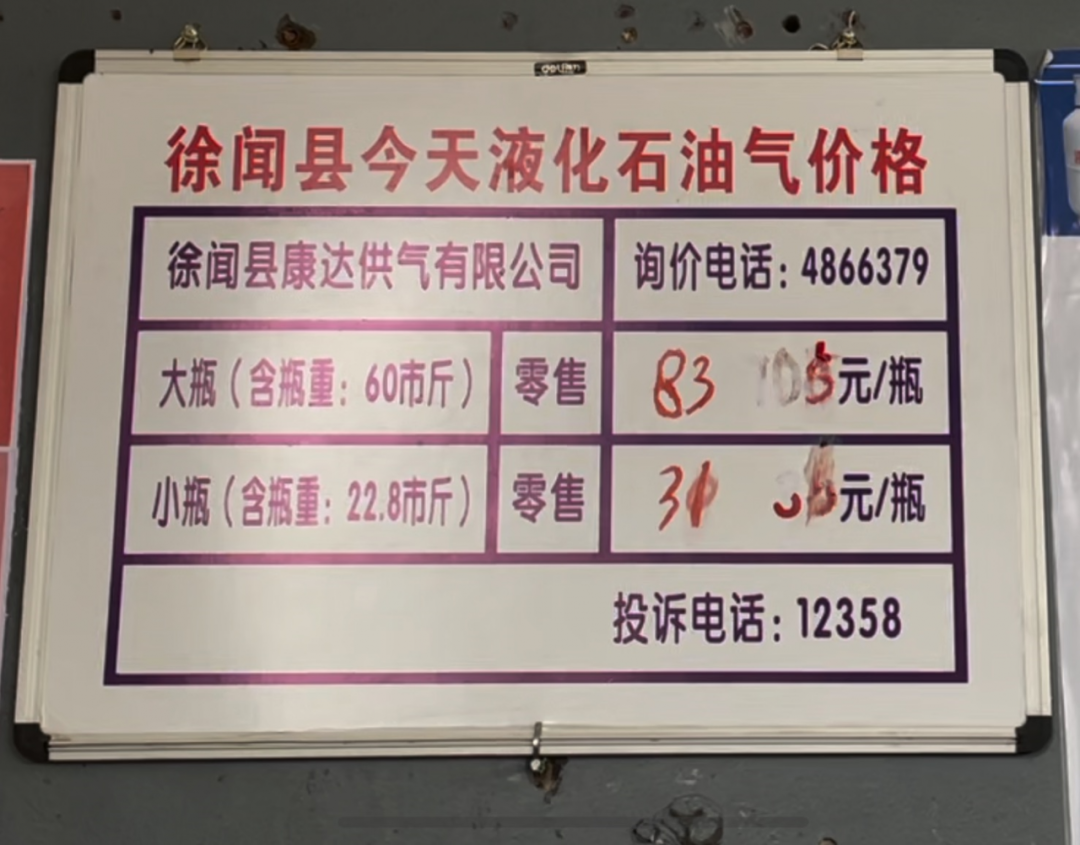 徐闻县今天液化石油气价格
徐闻县康达供气有限公司 询价电话：4866379
大瓶（含瓶重：60市斤） 零售 83 元/瓶
小瓶（含瓶重：22.8市斤） 零售 元/瓶
投诉电话：12358